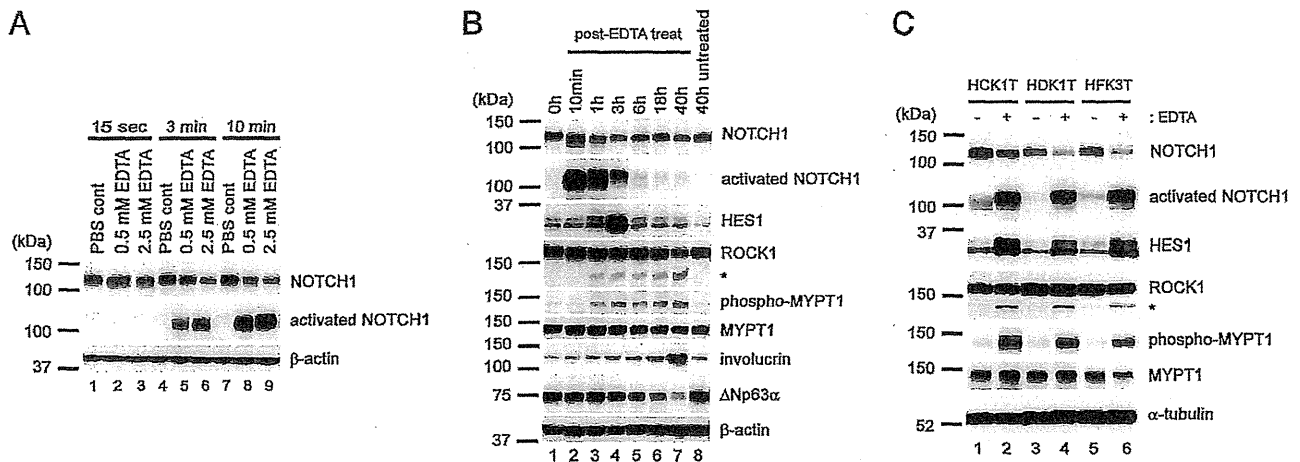 A
15 sec 3 min 10 min
PBS cont
0.5 mM EDTA
2.5 mM EDTA
PBS cont
0.5 mM EDTA
2.5 mM EDTA
PBS cont
0.5 mM EDTA
2.5 mM EDTA
(kDa)
150
100
NOTCH1
100
activated NOTCH1
37
β-actin
1 2 3 4 5 6 7 8 9
B
post-EDTA treat
0h
10min
1h
3h
6h
18h
40h
40h untreated
(kDa)
150
100
NOTCH1
100
activated NOTCH1
37
HES1
ROCK1
150
*
150
phospho-MYPT1
150
MYPT1
150
100
involucrin
75
ΔNp63α
37
β-actin
1 2 3 4 5 6 7 8
C
HCK1T HDK1T HFK3T
- + - + - + : EDTA
(kDa)
150
100
NOTCH1
100
activated NOTCH1
37
HES1
150
ROCK1
*
150
phospho-MYPT1
150
MYPT1
52
α-tubulin
1 2 3 4 5 6